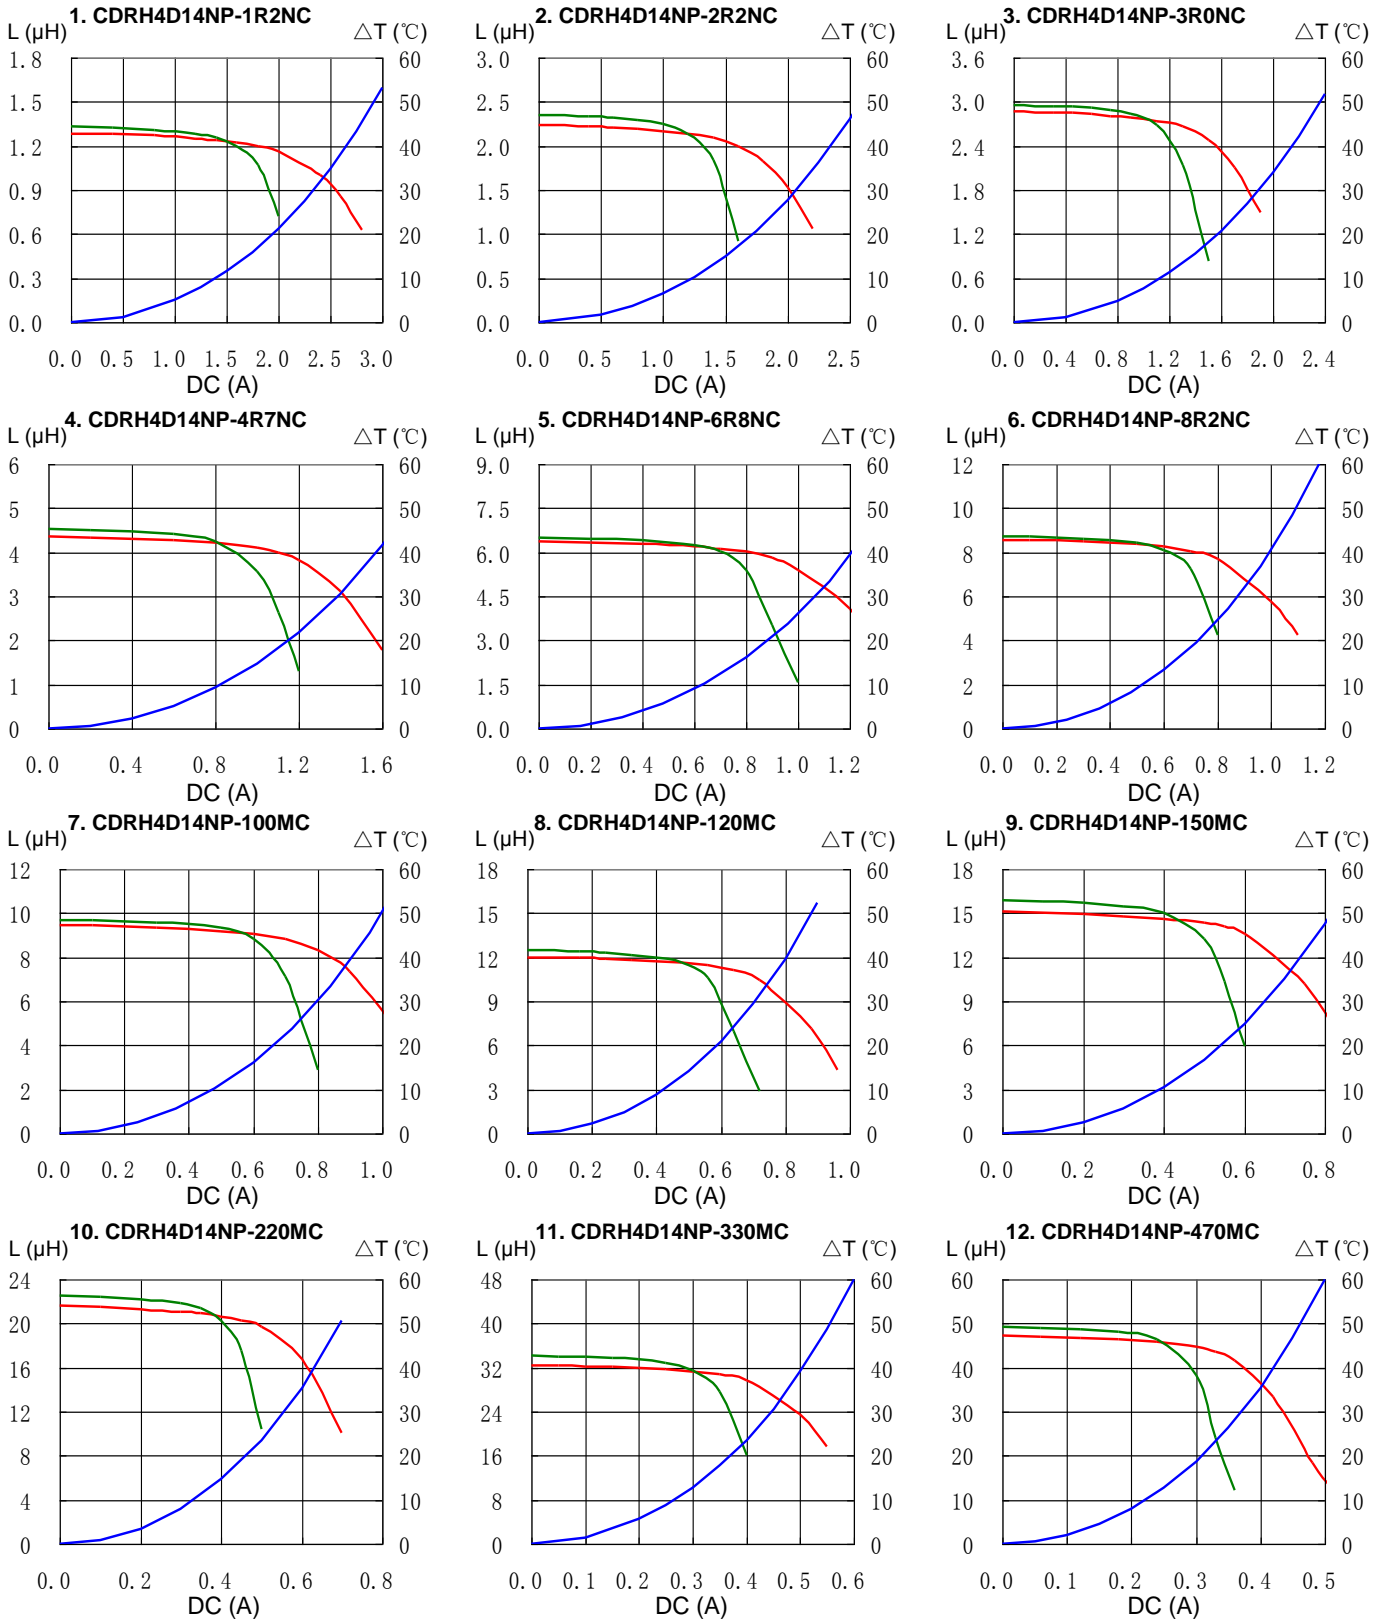 1. CDRH4D14NP-1R2NC
L (µH) △T (℃)
1.8 60
1.5 50
1.2 40
0.9 30
0.6 20
0.3 10
0.0 0
0.0 0.5 1.0 1.5 2.0 2.5 3.0
DC (A)
2. CDRH4D14NP-2R2NC
L (µH) △T (℃)
3.0 60
2.5 50
2.0 40
1.5 30
1.0 20
0.5 10
0.0 0
0.0 0.5 1.0 1.5 2.0 2.5
DC (A)
3. CDRH4D14NP-3R0NC
L (µH) △T (℃)
3.6 60
3.0 50
2.4 40
1.8 30
1.2 20
0.6 10
0.0 0
0.0 0.4 0.8 1.2 1.6 2.0 2.4
DC (A)
4. CDRH4D14NP-4R7NC
L (µH) △T (℃)
6 60
5 50
4 40
3 30
2 20
1 10
0 0
0.0 0.4 0.8 1.2 1.6
DC (A)
5. CDRH4D14NP-6R8NC
L (µH) △T (℃)
9.0 60
7.5 50
6.0 40
4.5 30
3.0 20
1.5 10
0.0 0
0.0 0.2 0.4 0.6 0.8 1.0 1.2
DC (A)
6. CDRH4D14NP-8R2NC
L (µH) △T (℃)
12 60
10 50
8 40
6 30
4 20
2 10
0 0
0.0 0.2 0.4 0.6 0.8 1.0 1.2
DC (A)
7. CDRH4D14NP-100MC
L (µH) △T (℃)
12 60
10 50
8 40
6 30
4 20
2 10
0 0
0.0 0.2 0.4 0.6 0.8 1.0
DC (A)
8. CDRH4D14NP-120MC
L (µH) △T (℃)
18 60
15 50
12 40
9 30
6 20
3 10
0 0
0.0 0.2 0.4 0.6 0.8 1.0
DC (A)
9. CDRH4D14NP-150MC
L (µH) △T (℃)
18 60
15 50
12 40
9 30
6 20
3 10
0 0
0.0 0.2 0.4 0.6 0.8
DC (A)
10. CDRH4D14NP-220MC
L (µH) △T (℃)
24 60
20 50
16 40
12 30
8 20
4 10
0 0
0.0 0.2 0.4 0.6 0.8
DC (A)
11. CDRH4D14NP-330MC
L (µH) △T (℃)
48 60
40 50
32 40
24 30
16 20
8 10
0 0
0.0 0.1 0.2 0.3 0.4 0.5 0.6
DC (A)
12. CDRH4D14NP-470MC
L (µH) △T (℃)
60 60
50 50
40 40
30 30
20 20
10 10
0 0
0.0 0.1 0.2 0.3 0.4 0.5
DC (A)